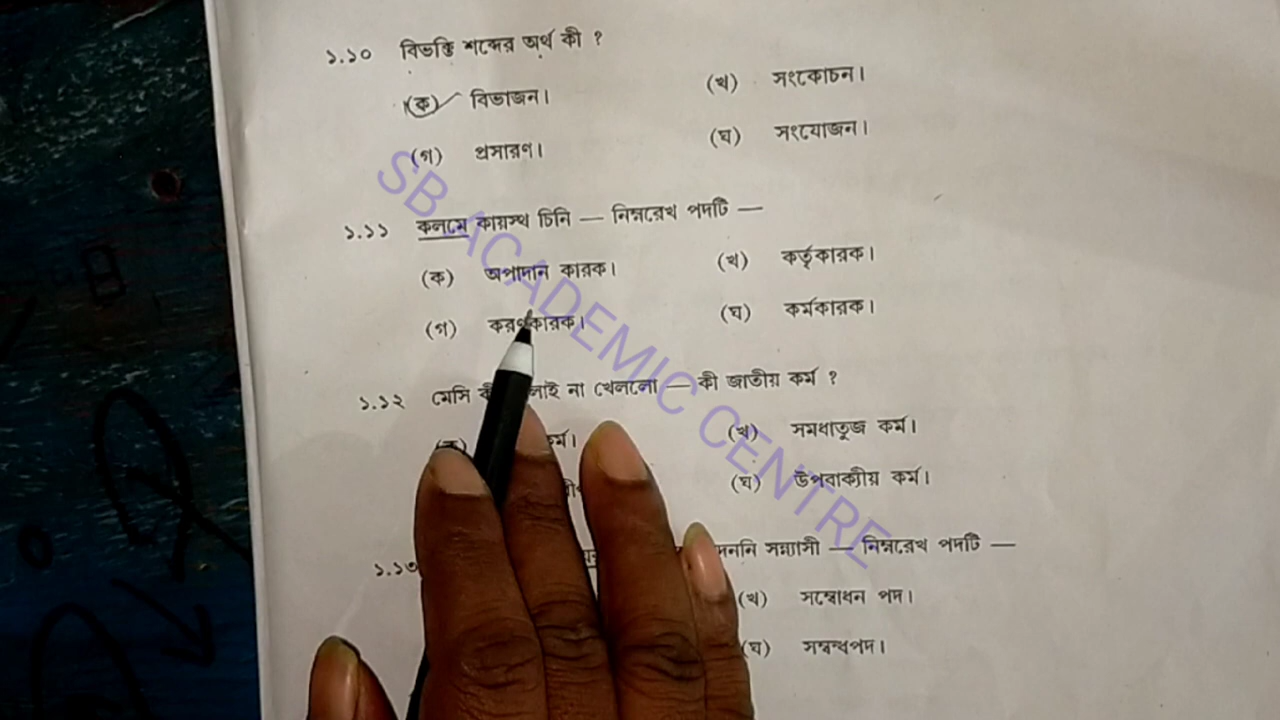 ১.১০ বিভক্তি শব্দের অর্থ কী ?
(ক) বিভাজন। (খ) সংকোচন।
(গ) প্রসারণ। (ঘ) সংযোজন।
১.১১ কলমে কায়স্থ চিনি — নিম্নরেখ পদটি —
(ক) অপাদান কারক। (খ) কর্তৃকারক।
(গ) করণকারক। (ঘ) কর্মকারক।
১.১২ মেসি না খেললো — কী জাতীয় কর্ম ?
(খ) সমধাতুজ কর্ম।
(ঘ) উপবাক্যীয় কর্ম।
১.১৩ সন্ন্যাসী — নিম্নরেখ পদটি —
(খ) সম্বোধন পদ।
(ঘ) সম্বন্ধপদ।
SB ACADEMIC CENTRE